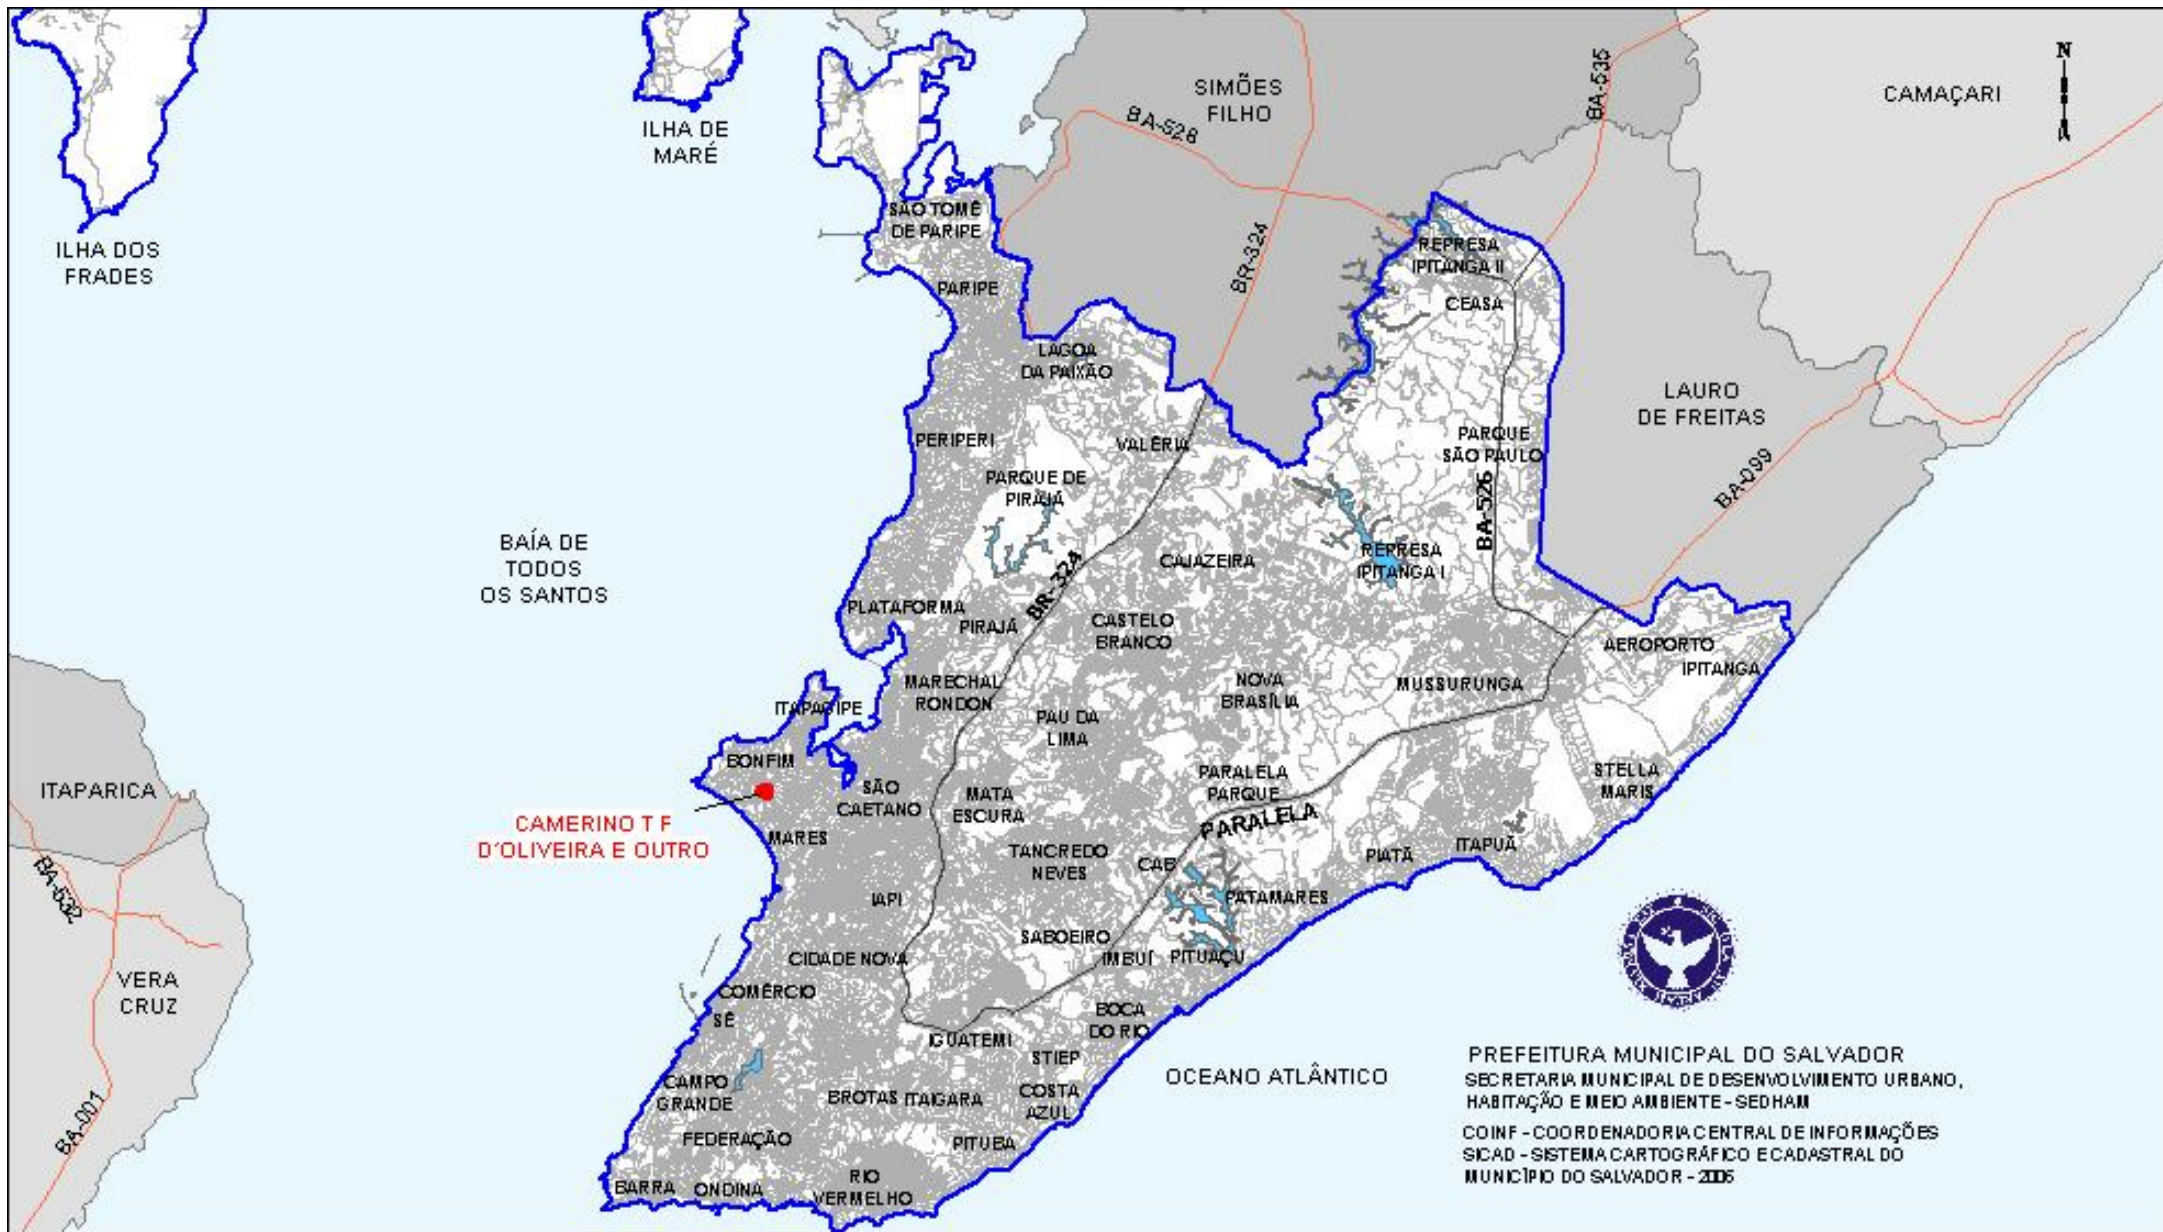 N
SIMÕES
FILHO
CAMAÇARI
BA-535
BA-526
ILHA DE
MARÉ
ILHA DOS
FRADES
SÃO TOMÉ
DE PARIPE
BR-324
REPRESA
IPITANGA II
PARIPE
CEASA
LAGOA
DA PAIXÃO
LAURO
DE FREITAS
PERIPERI
VALÉRIA
PARQUE
SÃO PAULO
PARQUE DE
PIRAJÁ
BA-099
BA-526
BAÍA DE
TODOS
OS SANTOS
CAJAZEIRA
REPRESA
IPITANGA I
BR-324
PLATAFORMA
PIRAJÁ
CASTELO
BRANCO
AEROPORTO
IPITANGA
MARECHAL
RONDON
NOVA
BRASÍLIA
MUSSURUNGA
ITAPAGIPE
PAU DA
LIMA
BONFIM
PARALELA
PARQUE
STELLA
MARIS
ITAPARICA
SÃO
CAETANO
MATA
ESCURA
PARALELA
CAMERINO T F
D'OLIVEIRA E OUTRO
MARES
TANCREDO
NEVES
CAB
PIATÃ
ITAPUÃ
BA-532
IAPI
PATAMARES
SABOEIRO
IMBUÍ
PITUAÇU
CIDADE NOVA
VERA
CRUZ
COMÉRCIO
SÉ
BOCA
DO RIO
IGUATEMI
STIEP
OCEANO ATLÂNTICO
CAMPO
GRANDE
BROTAS
ITAIGARA
COSTA
AZUL
BA-001
FEDERAÇÃO
PITUBA
BARRA
ONDINA
RIO
VERMELHO
PREFEITURA MUNICIPAL DO SALVADOR
SECRETARIA MUNICIPAL DE DESENVOLVIMENTO URBANO,
HABITAÇÃO E MEIO AMBIENTE - SEDHAM
COINF - COORDENADORIA CENTRAL DE INFORMAÇÕES
SICAD - SISTEMA CARTOGRÁFICO E CADASTRAL DO
MUNICÍPIO DO SALVADOR - 2006